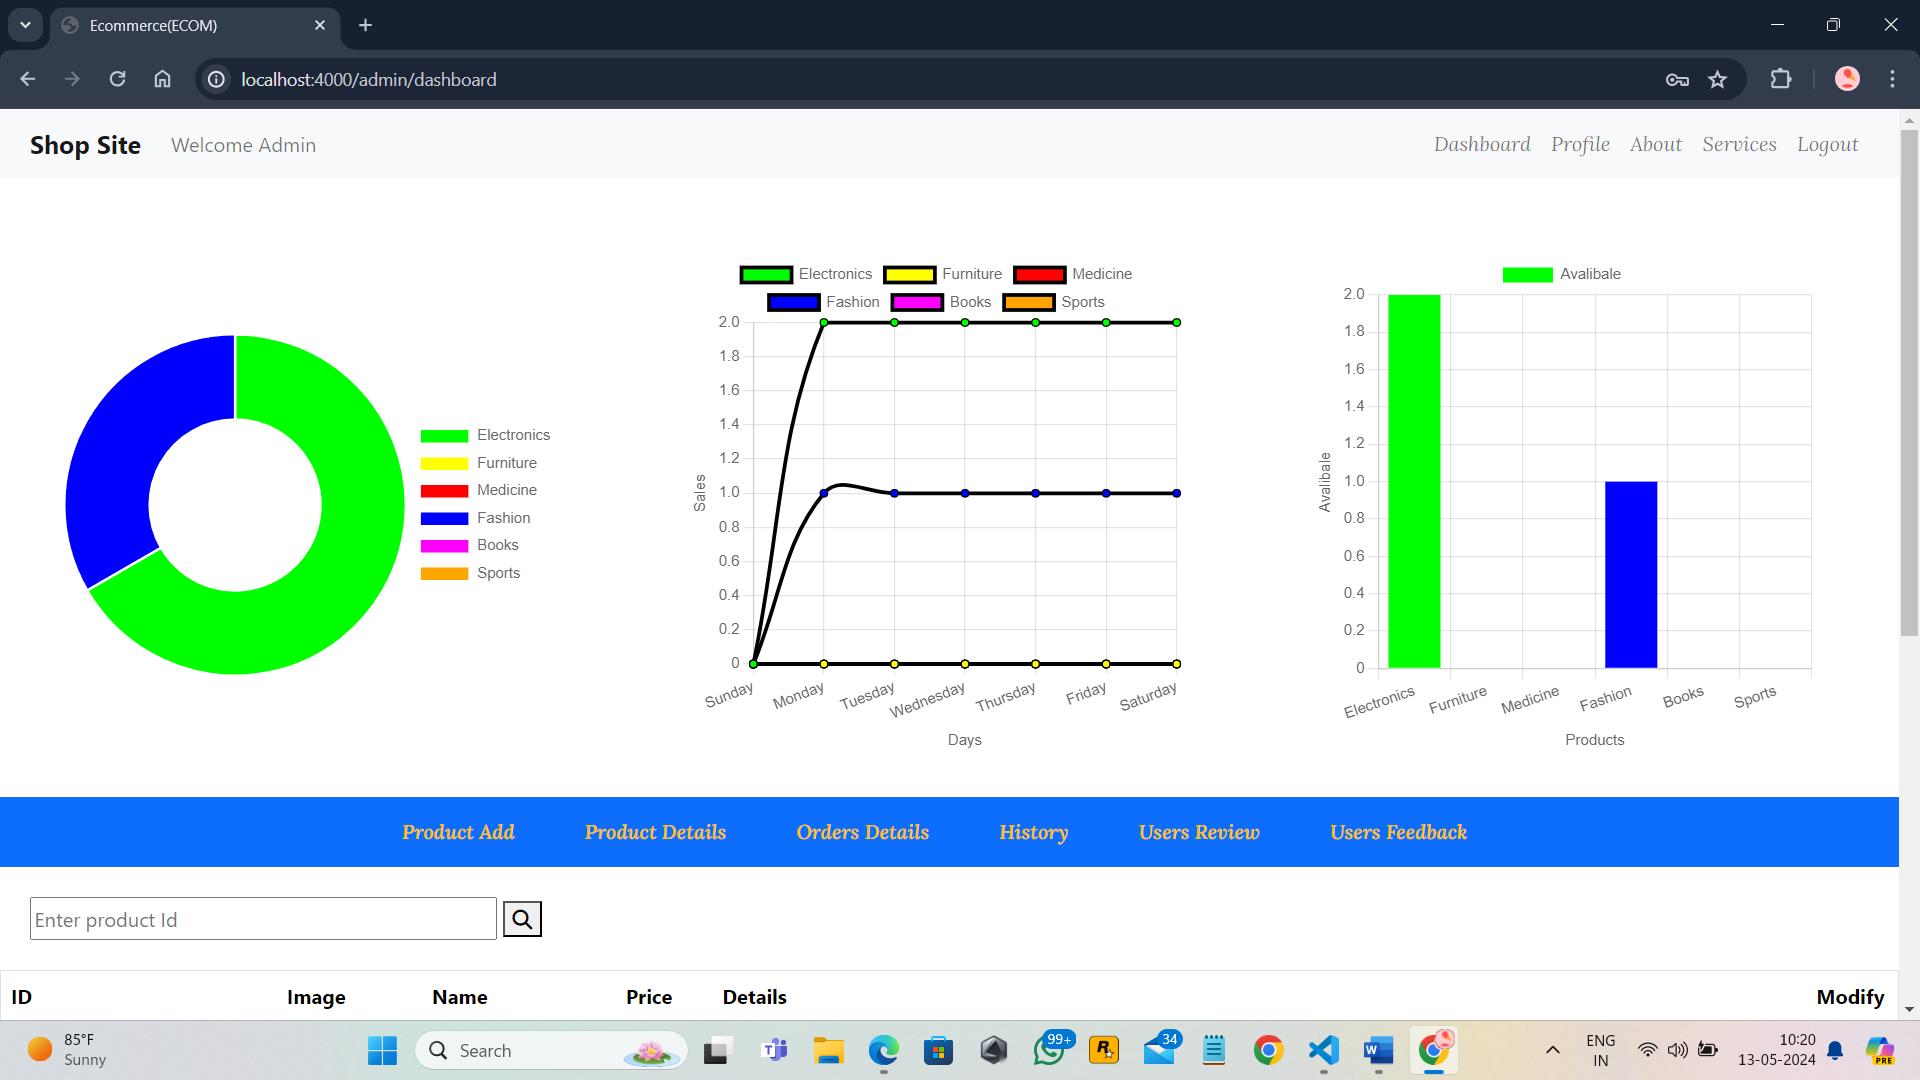 Ecommerce(ECOM)
localhost:4000/admin/dashboard
Shop Site Welcome Admin Dashboard Profile About Services Logout
Electronics
Furniture
Medicine
Fashion
Books
Sports
Electronics Furniture Medicine
Fashion Books Sports
2.0
1.8
1.6
1.4
1.2
1.0
0.8
0.6
0.4
0.2
0
Sales
Sunday Monday Tuesday Wednesday Thursday Friday Saturday
Days
Avalibale
2.0
1.8
1.6
1.4
1.2
1.0
0.8
0.6
0.4
0.2
0
Avalibale
Electronics Furniture Medicine Fashion Books Sports
Products
Product Add Product Details Orders Details History Users Review Users Feedback
Enter product Id
ID Image Name Price Details Modify
85°F
Sunny
Search
99+
34
ENG
IN
10:20
13-05-2024
PRE